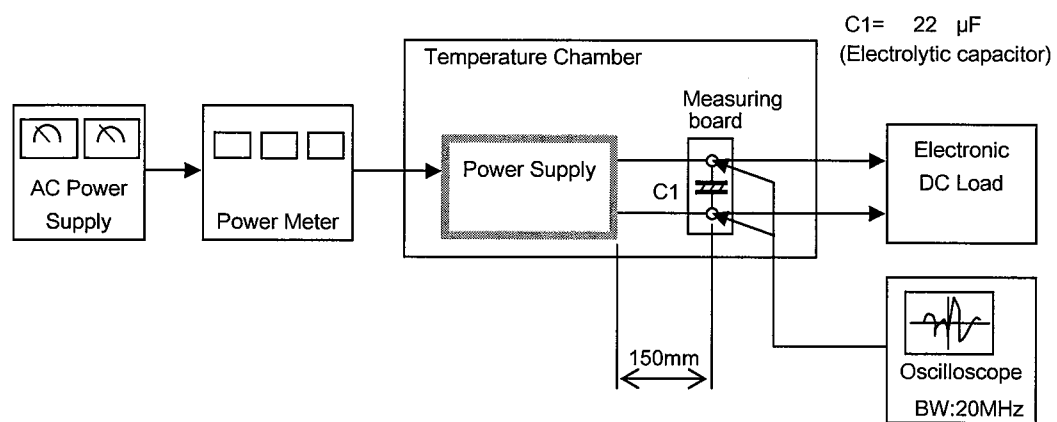 C1= 22 µF
(Electrolytic capacitor)
Temperature Chamber
Measuring
board
AC Power
Supply
Power Meter
Power Supply
C1
Electronic
DC Load
150mm
Oscilloscope
BW:20MHz